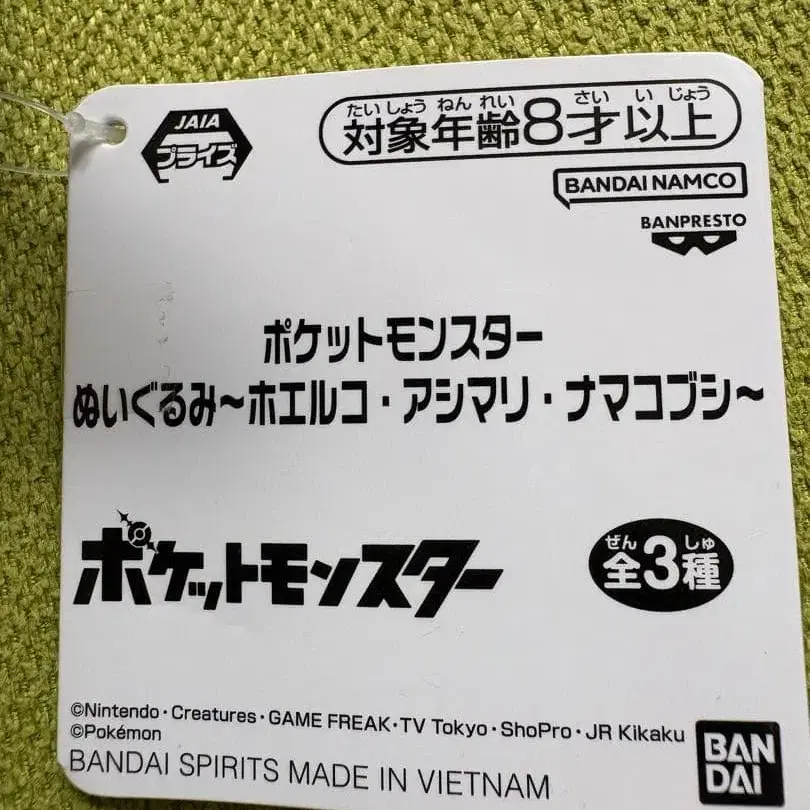 JAIA
プライズ
たいしょうねんれい さいいじょう
対象年齢8才以上
BANDAI NAMCO
BANPRESTO
ポケットモンスター
ぬいぐるみ~ホエルコ・アシマリ・ナマコブシ~
ポケットモンスター
ぜん しゅ
全3種
©Nintendo・Creatures・GAME FREAK・TV Tokyo・ShoPro・JR Kikaku
©Pokémon
BANDAI SPIRITS MADE IN VIETNAM
BAN
DAI